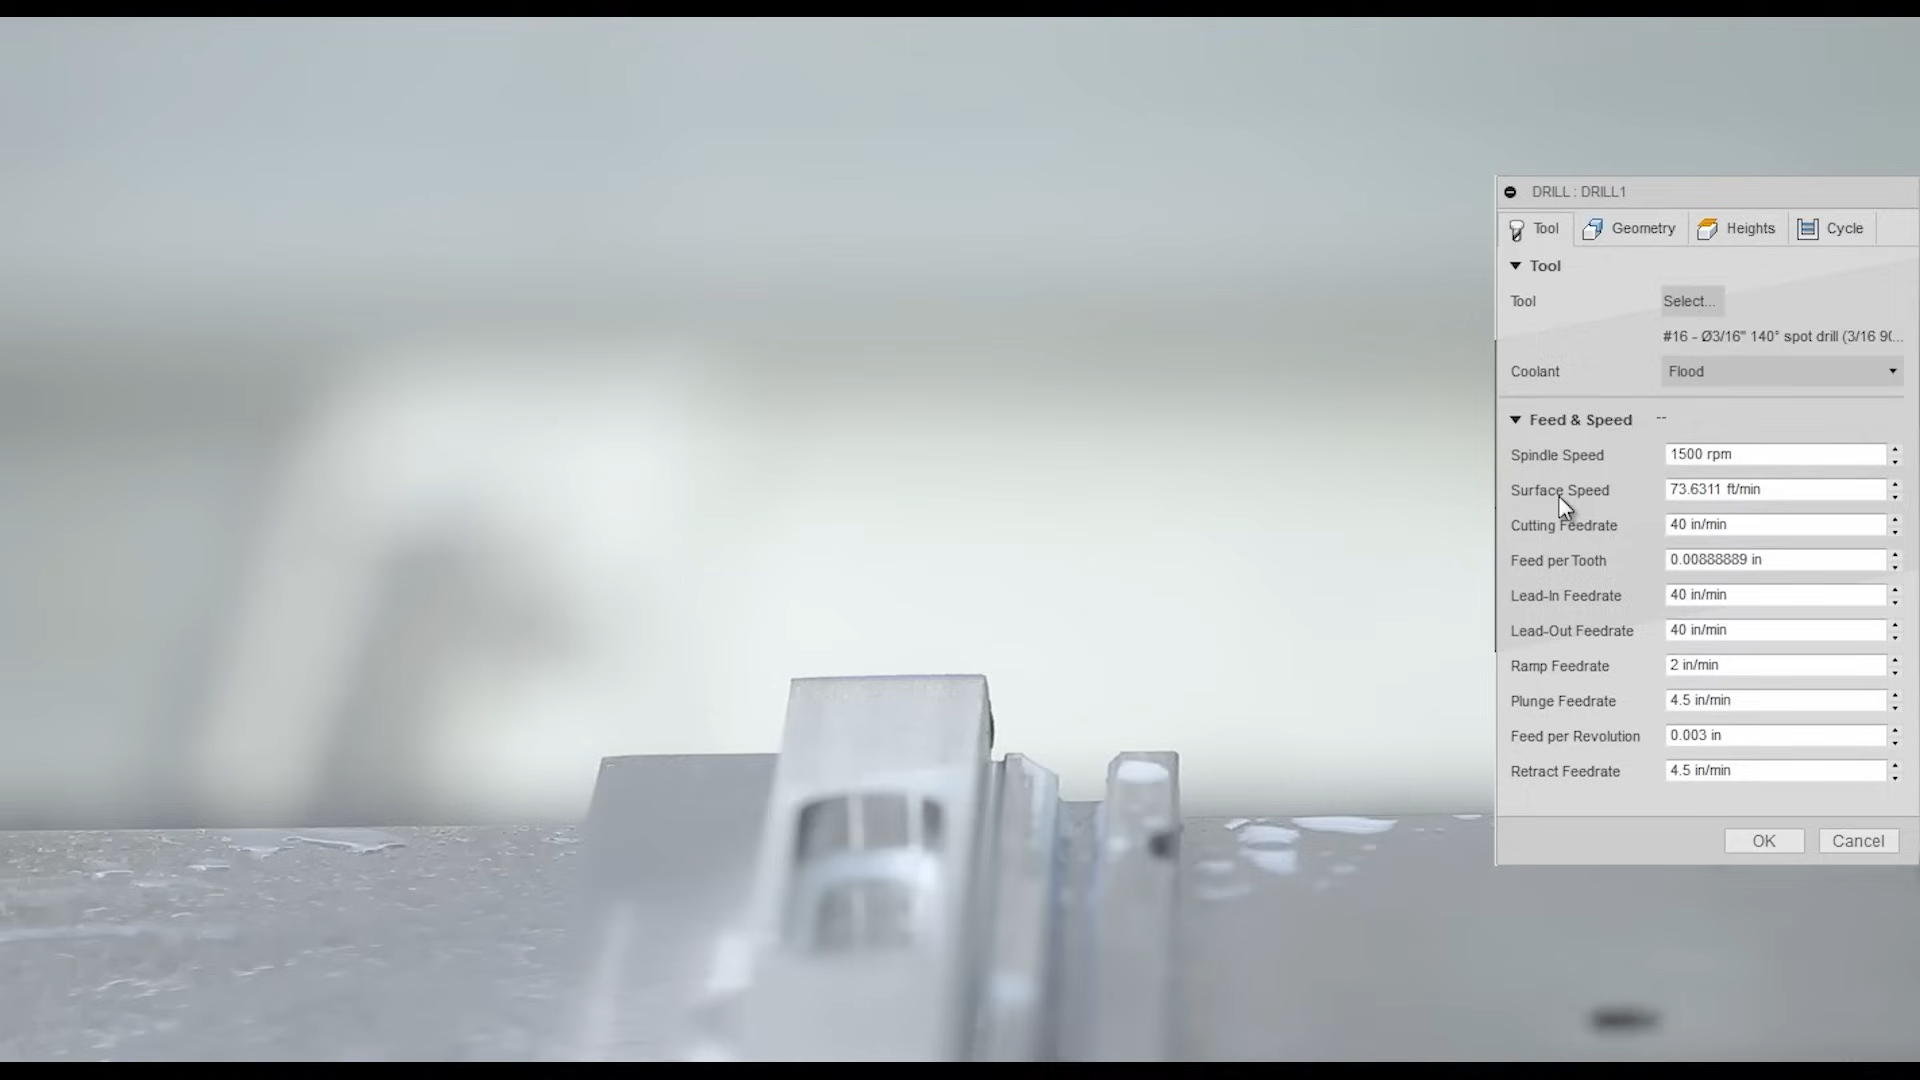 DRILL : DRILL1
Tool Geometry Heights Cycle
Tool
Tool Select...
#16 - Ø3/16" 140° spot drill (3/16 9(...
Coolant Flood
Feed & Speed --
Spindle Speed 1500 rpm
Surface Speed 73.6311 ft/min
Cutting Feedrate 40 in/min
Feed per Tooth 0.00888889 in
Lead-In Feedrate 40 in/min
Lead-Out Feedrate 40 in/min
Ramp Feedrate 2 in/min
Plunge Feedrate 4.5 in/min
Feed per Revolution 0.003 in
Retract Feedrate 4.5 in/min
OK Cancel